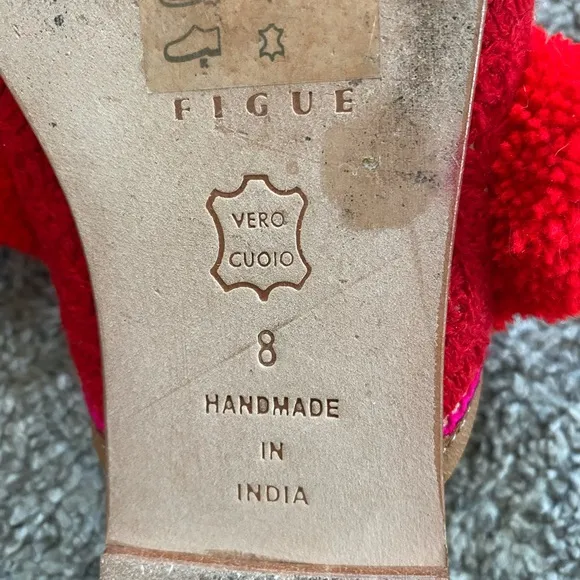 FIGUE
VERO
CUOIO
8
HANDMADE
IN
INDIA